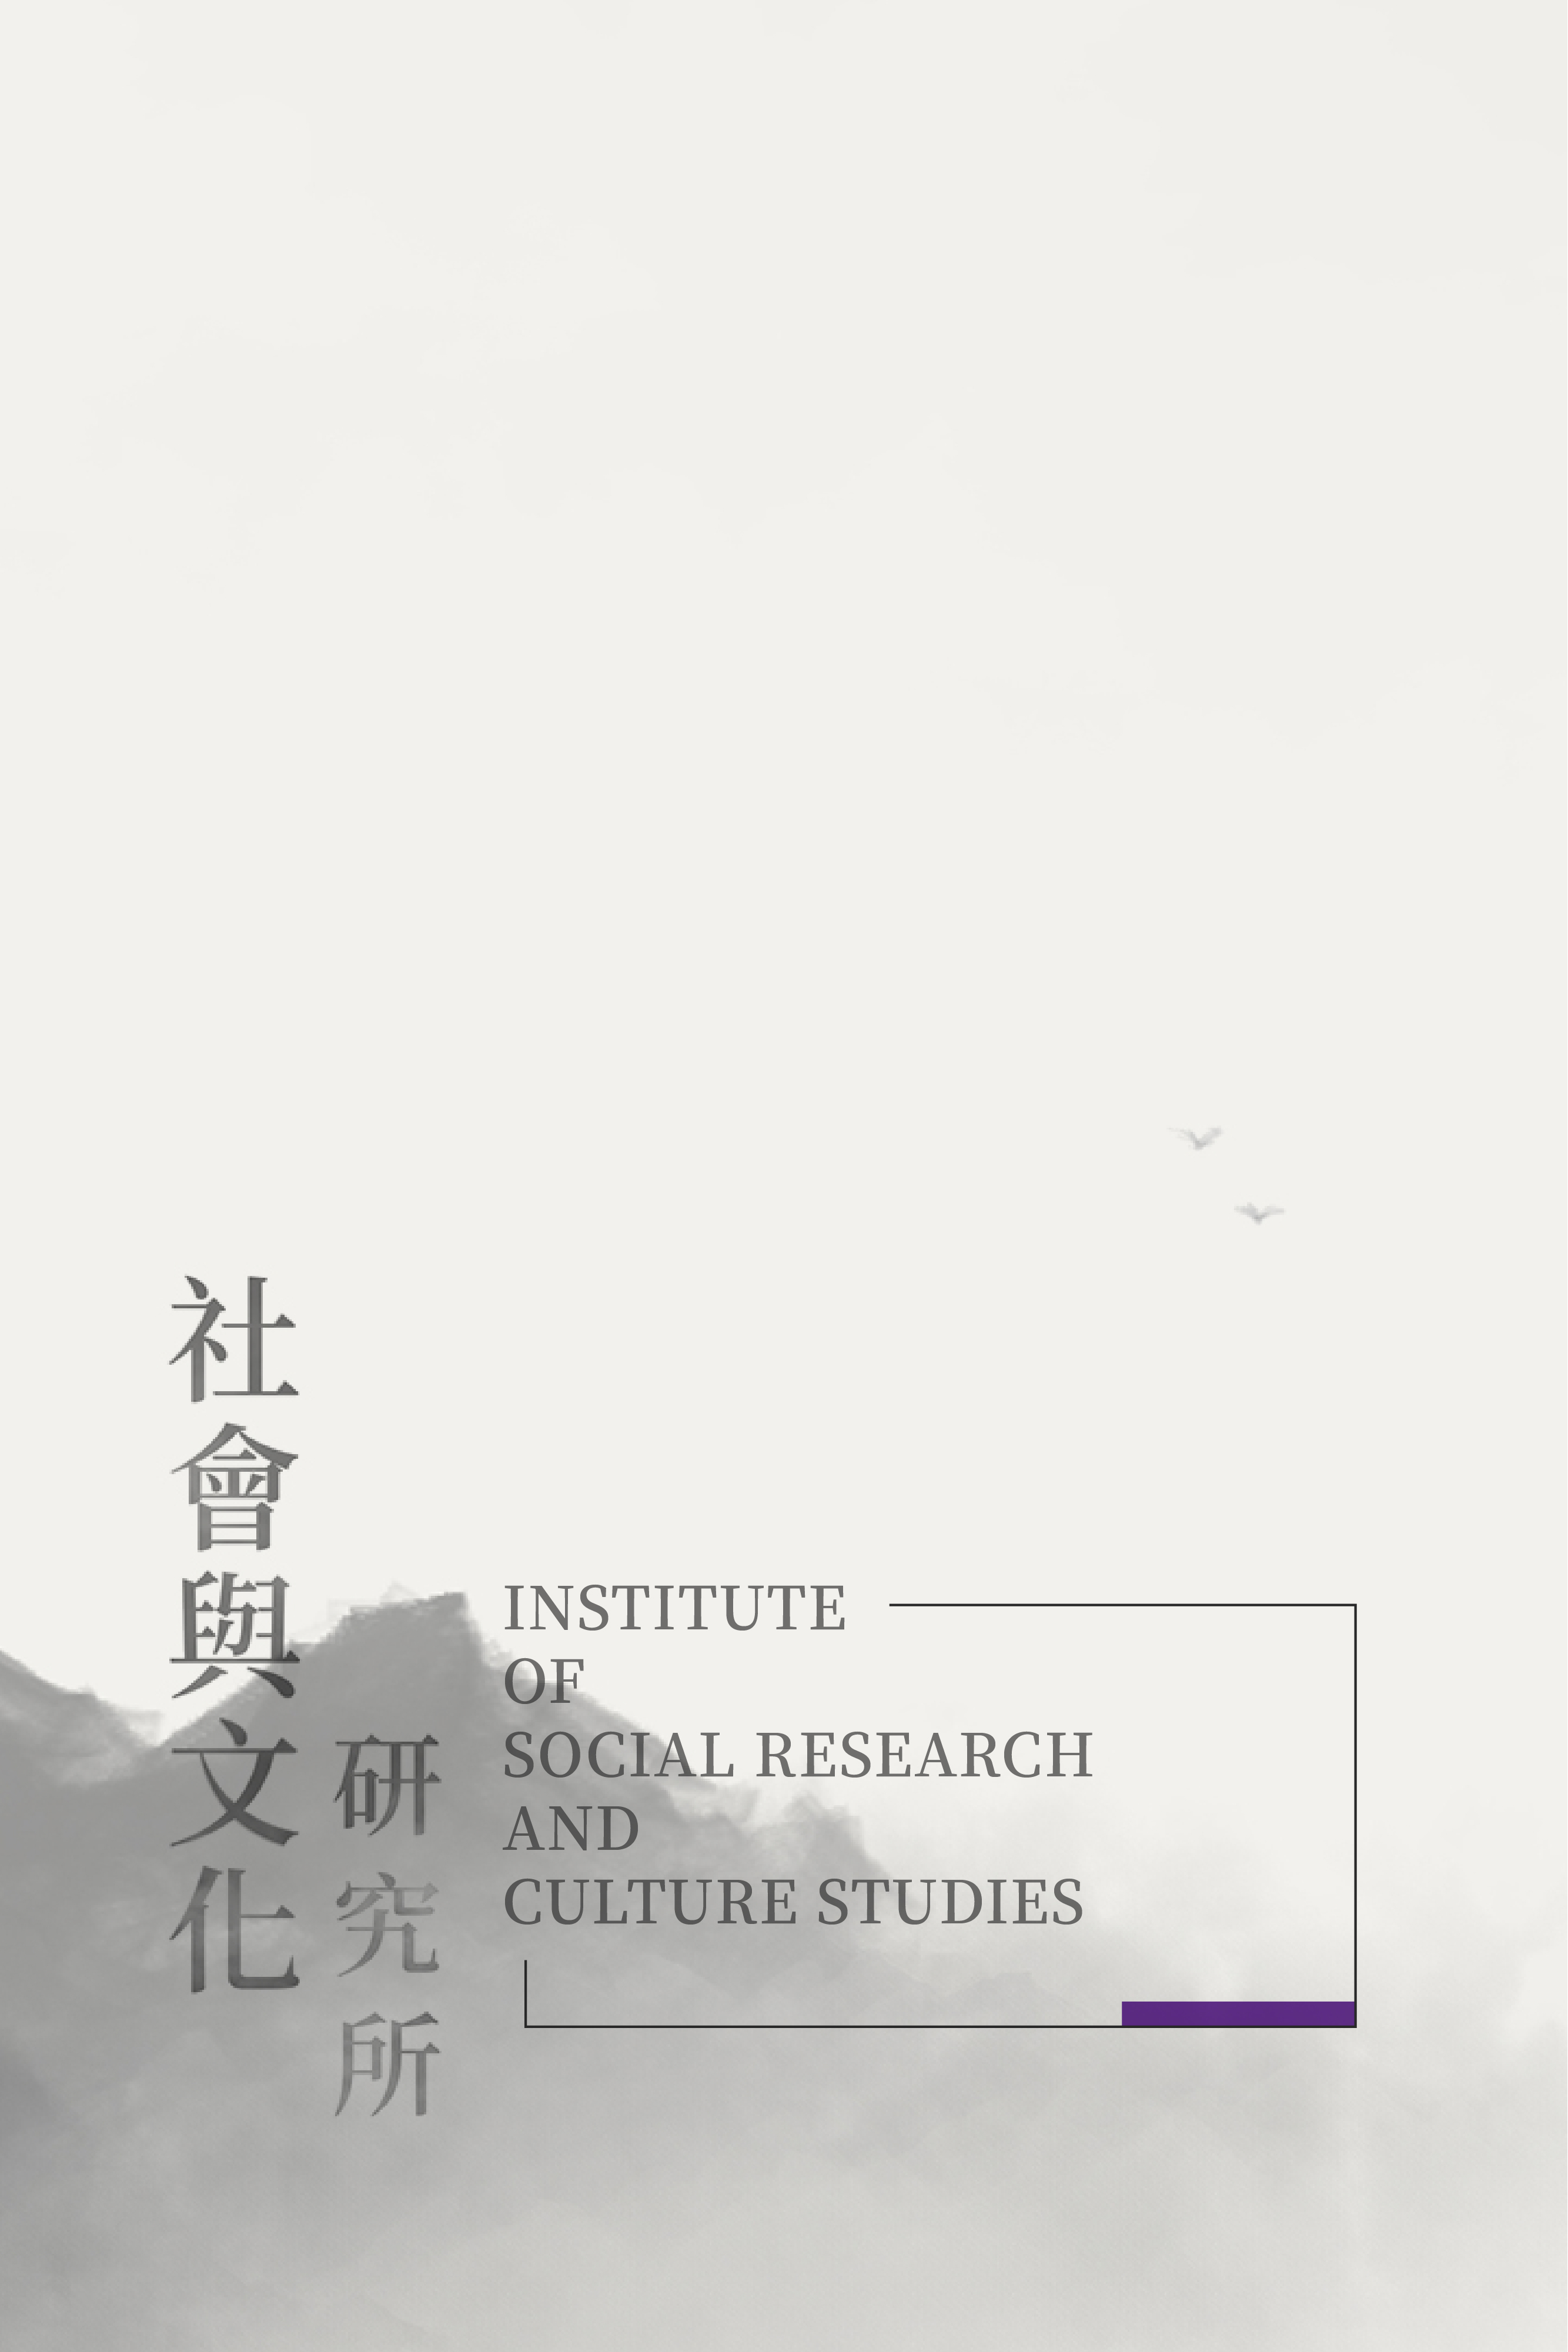 社會與文化
研究所
INSTITUTE
OF
SOCIAL RESEARCH
AND
CULTURE STUDIES